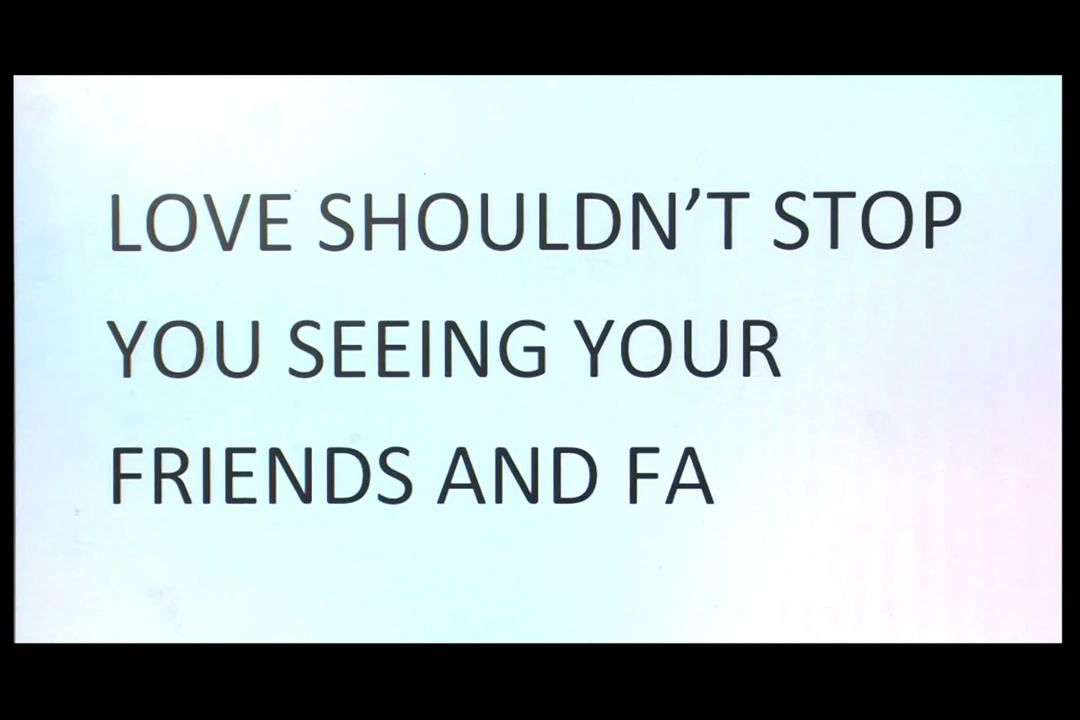 LOVE SHOULDN’T STOP
YOU SEEING YOUR
FRIENDS AND FA